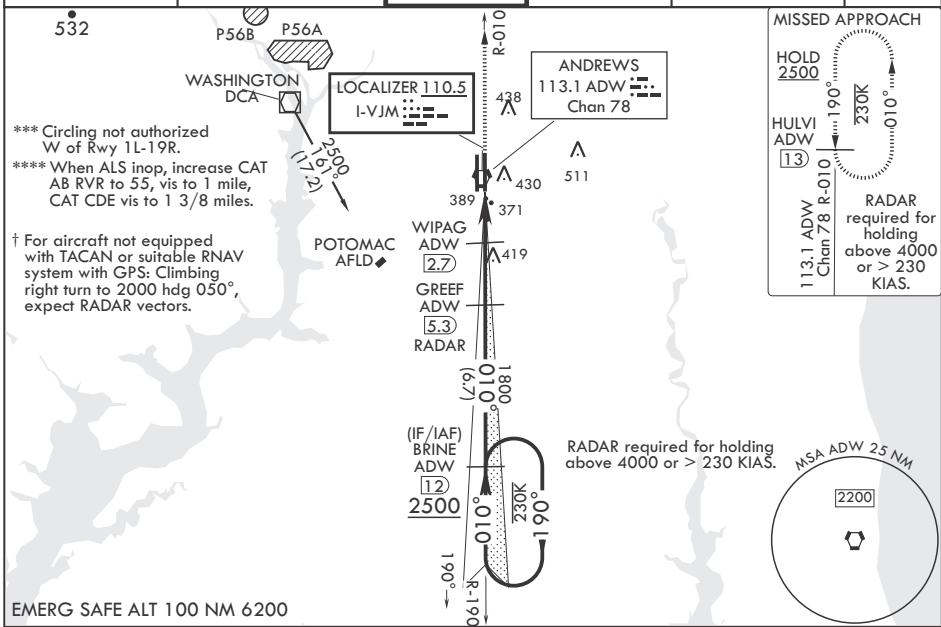 532
P56B
P56A
WASHINGTON
DCA
2500
161°
(17.2)
*** Circling not authorized
W of Rwy 1L-19R.
**** When ALS inop, increase CAT
AB RVR to 55, vis to 1 mile,
CAT CDE vis to 1 3/8 miles.
† For aircraft not equipped
with TACAN or suitable RNAV
system with GPS: Climbing
right turn to 2000 hdg 050°,
expect RADAR vectors.
LOCALIZER 110.5
I-VJM
R-010
ANDREWS
113.1 ADW
Chan 78
438
430
511
389
371
419
POTOMAC
AFLD
WIPAG
ADW
2.7
GREEF
ADW
5.3
RADAR
1800
010°
(6.7)
(IF/IAF)
BRINE
ADW
12
2500
010°
230K
190°
190°
R-190
RADAR required for holding
above 4000 or > 230 KIAS.
MISSED APPROACH
HOLD
2500
190°
230K
010°
HULVI
ADW
13
113.1 ADW
Chan 78 R-010
RADAR
required for
holding
above 4000
or > 230
KIAS.
MSA ADW 25 NM
2200
EMERG SAFE ALT 100 NM 6200